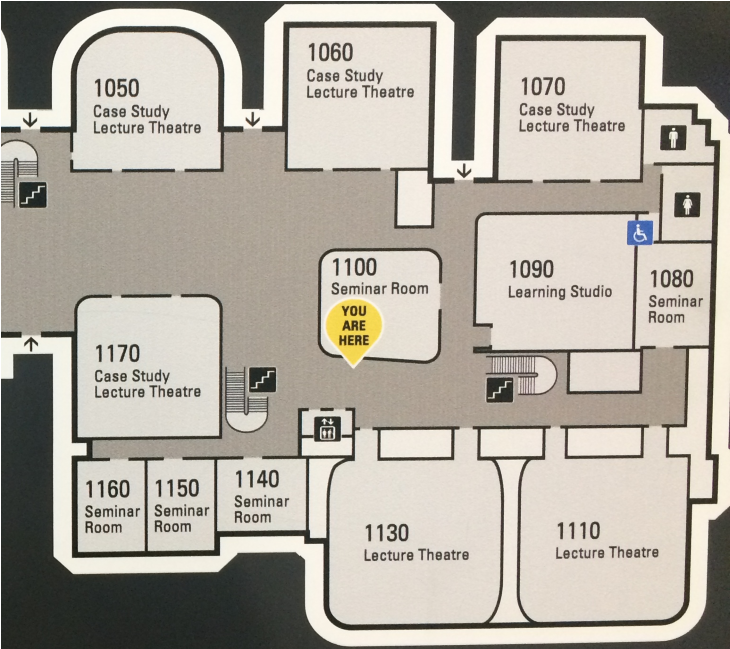 1050
Case Study
Lecture Theatre
1060
Case Study
Lecture Theatre
1070
Case Study
Lecture Theatre
1100
Seminar Room
YOU
ARE
HERE
1090
Learning Studio
1080
Seminar
Room
1170
Case Study
Lecture Theatre
1160
Seminar
Room
1150
Seminar
Room
1140
Seminar
Room
1130
Lecture Theatre
1110
Lecture Theatre